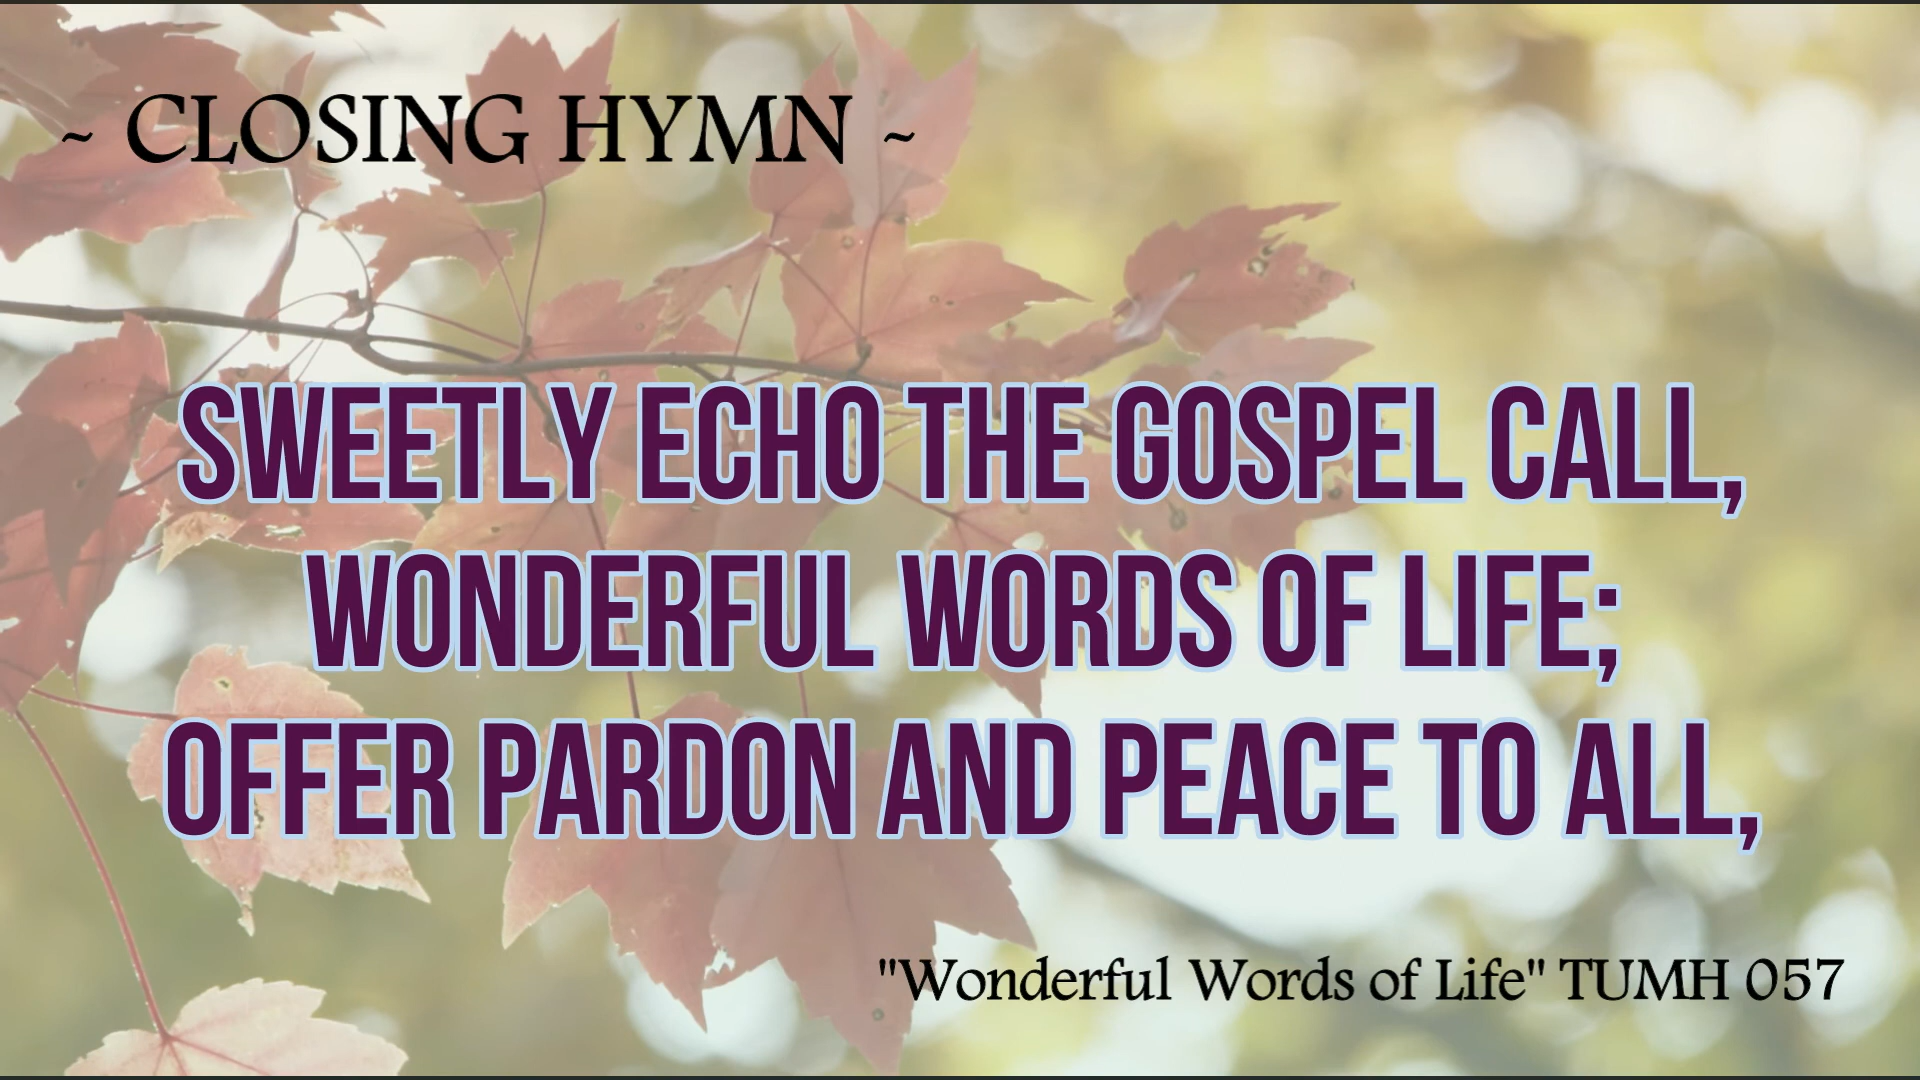 ~ CLOSING HYMN ~
SWEETLY ECHO THE GOSPEL CALL,
WONDERFUL WORDS OF LIFE;
OFFER PARDON AND PEACE TO ALL,
"Wonderful Words of Life" TUMH 057